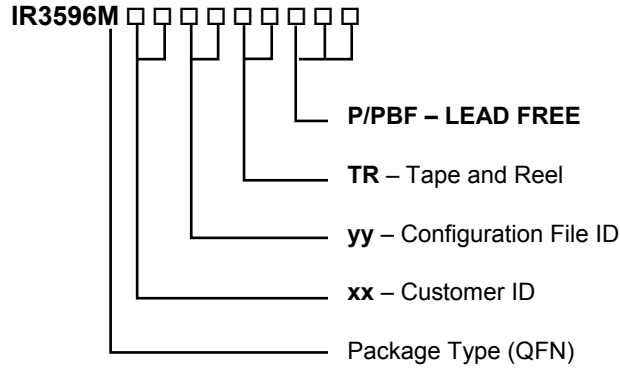 IR3596M □ □ □ □ □ □ □ □ □
P/PBF – LEAD FREE
TR – Tape and Reel
yy – Configuration File ID
xx – Customer ID
Package Type (QFN)